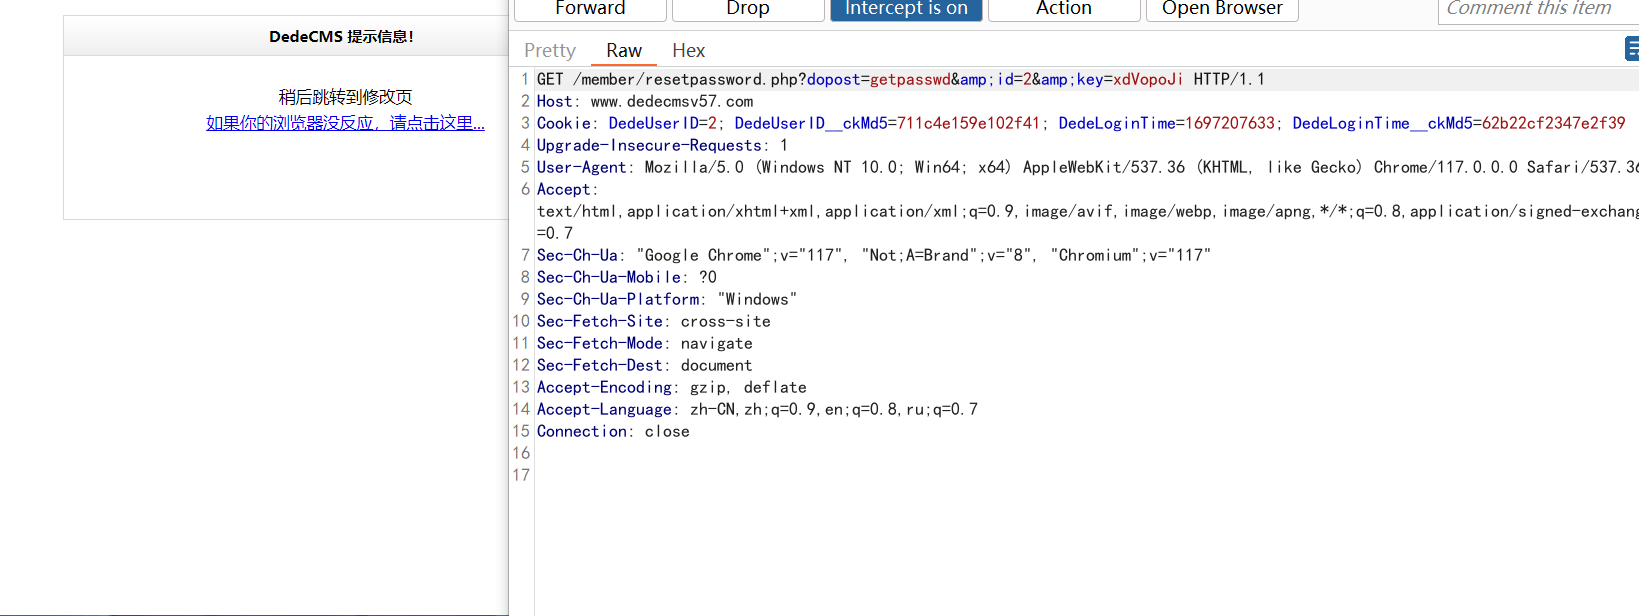 DedeCMS 提示信息!
稍后跳转到修改页
如果你的浏览器没反应，请点击这里...
Forward Drop Intercept is on Action Open Browser Comment this item
Pretty Raw Hex
1 GET /member/resetpassword.php?dopost=getpasswd&amp;id=2&amp;key=xdVopoJi HTTP/1.1
2 Host: www.dedecmsv57.com
3 Cookie: DedeUserID=2; DedeUserID__ckMd5=711c4e159e102f41; DedeLoginTime=1697207633; DedeLoginTime__ckMd5=62b22cf2347e2f39
4 Upgrade-Insecure-Requests: 1
5 User-Agent: Mozilla/5.0 (Windows NT 10.0; Win64; x64) AppleWebKit/537.36 (KHTML, like Gecko) Chrome/117.0.0.0 Safari/537.36
6 Accept:
text/html,application/xhtml+xml,application/xml;q=0.9,image/avif,image/webp,image/apng,*/*;q=0.8,application/signed-exchang
=0.7
7 Sec-Ch-Ua: "Google Chrome";v="117", "Not;A=Brand";v="8", "Chromium";v="117"
8 Sec-Ch-Ua-Mobile: ?0
9 Sec-Ch-Ua-Platform: "Windows"
10 Sec-Fetch-Site: cross-site
11 Sec-Fetch-Mode: navigate
12 Sec-Fetch-Dest: document
13 Accept-Encoding: gzip, deflate
14 Accept-Language: zh-CN,zh;q=0.9,en;q=0.8,ru;q=0.7
15 Connection: close
16
17